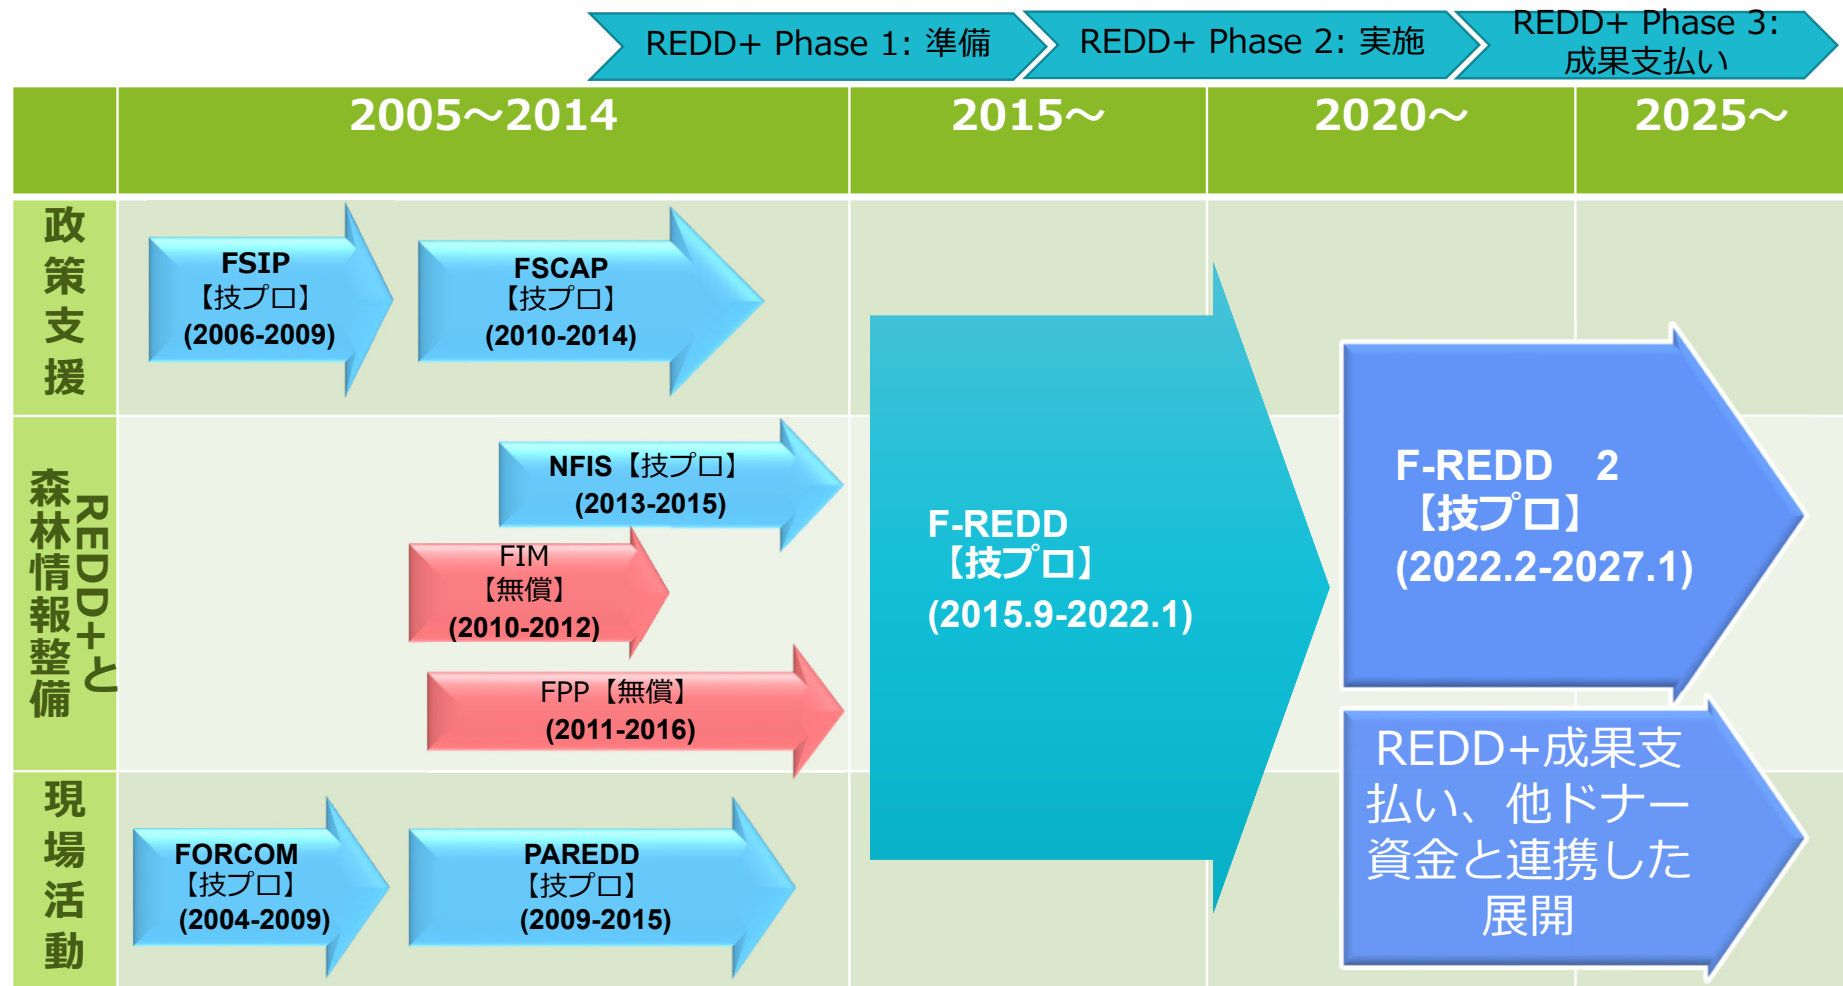 REDD+ Phase 1: 準備
REDD+ Phase 2: 実施
REDD+ Phase 3:
成果支払い
2005～2014
2015～
2020～
2025～
政策支援
FSIP
【技プロ】
(2006-2009)
FSCAP
【技プロ】
(2010-2014)
REDD+と
森林情報整備
NFIS【技プロ】
(2013-2015)
FIM
【無償】
(2010-2012)
FPP【無償】
(2011-2016)
F-REDD
【技プロ】
(2015.9-2022.1)
F-REDD　2
【技プロ】
(2022.2-2027.1)
現場活動
FORCOM
【技プロ】
(2004-2009)
PAREDD
【技プロ】
(2009-2015)
REDD+成果支
払い、他ドナー
資金と連携した
展開